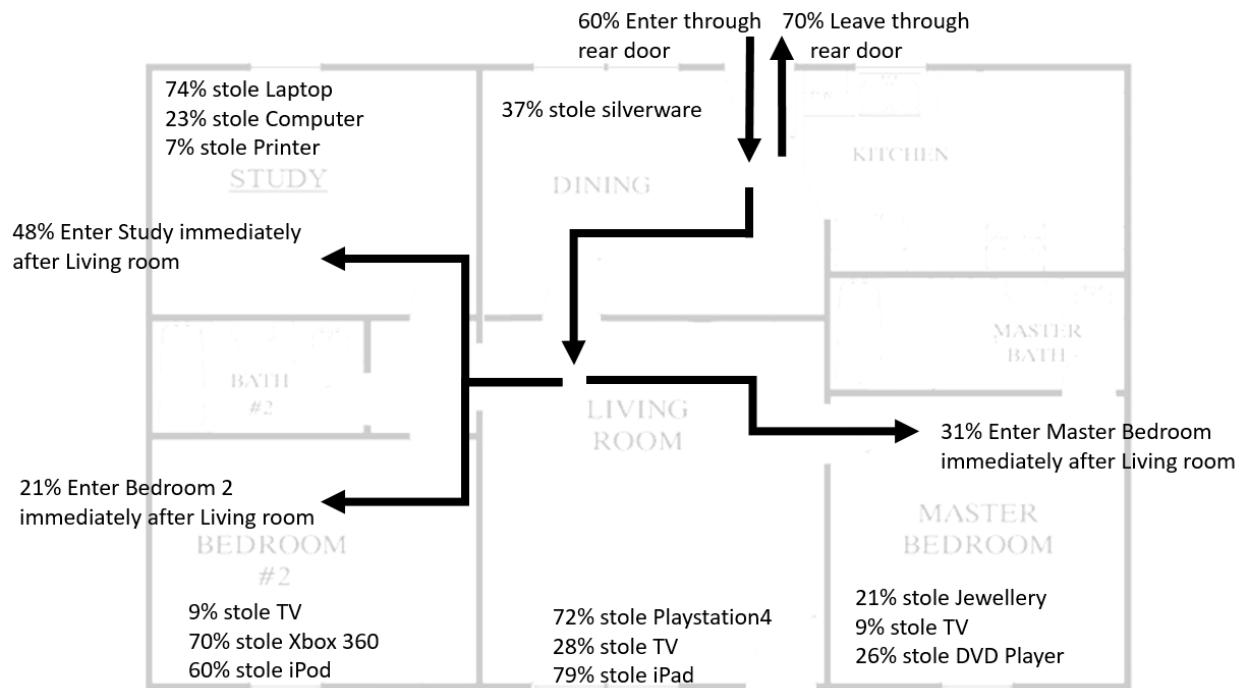 60% Enter through
rear door
70% Leave through
rear door
74% stole Laptop
23% stole Computer
7% stole Printer
STUDY
37% stole silverware
DINING
KITCHEN
48% Enter Study immediately
after Living room
MASTER
BATH
BATH
#2
LIVING
ROOM
31% Enter Master Bedroom
immediately after Living room
21% Enter Bedroom 2
immediately after Living room
BEDROOM
#2
MASTER
BEDROOM
9% stole TV
70% stole Xbox 360
60% stole iPod
72% stole Playstation4
28% stole TV
79% stole iPad
21% stole Jewellery
9% stole TV
26% stole DVD Player